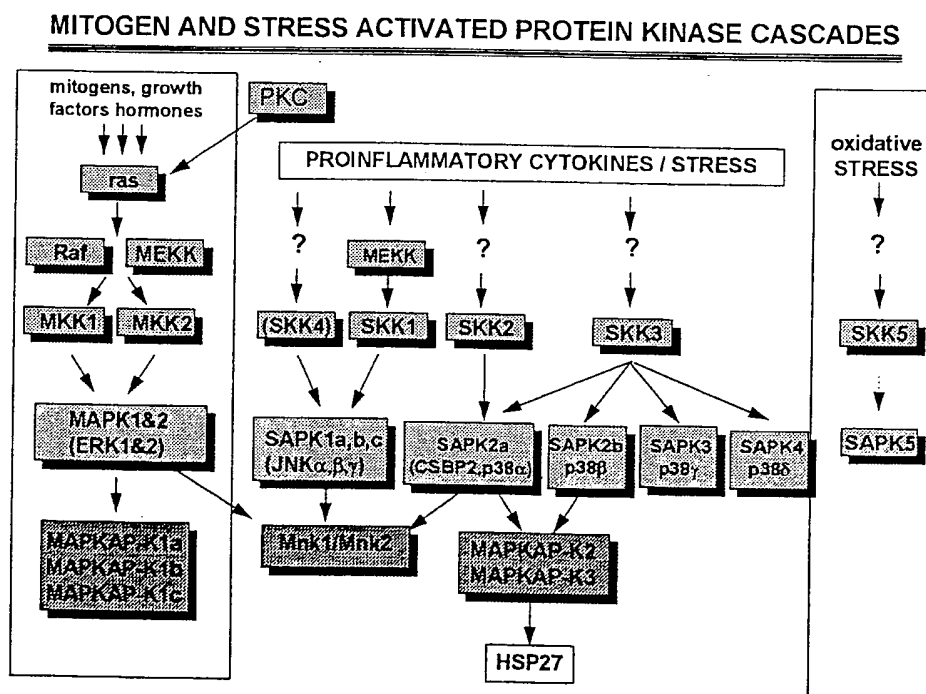 MITOGEN AND STRESS ACTIVATED PROTEIN KINASE CASCADES
mitogens, growth
factors hormones
PKC
ras
Raf
MEKK
MKK1
MKK2
MAPK1&2
(ERK1&2)
MAPKAP-K1a
MAPKAP-K1b
MAPKAP-K1c
PROINFLAMMATORY CYTOKINES / STRESS
?
MEKK
?
?
(SKK4)
SKK1
SKK2
SKK3
SAPK1a,b,c
(JNKα,β,γ)
SAPK2a
(CSBP2,p38α)
SAPK2b
p38β
SAPK3
p38γ
SAPK4
p38δ
Mnk1/Mnk2
MAPKAP-K2
MAPKAP-K3
HSP27
oxidative
STRESS
?
SKK5
SAPK5